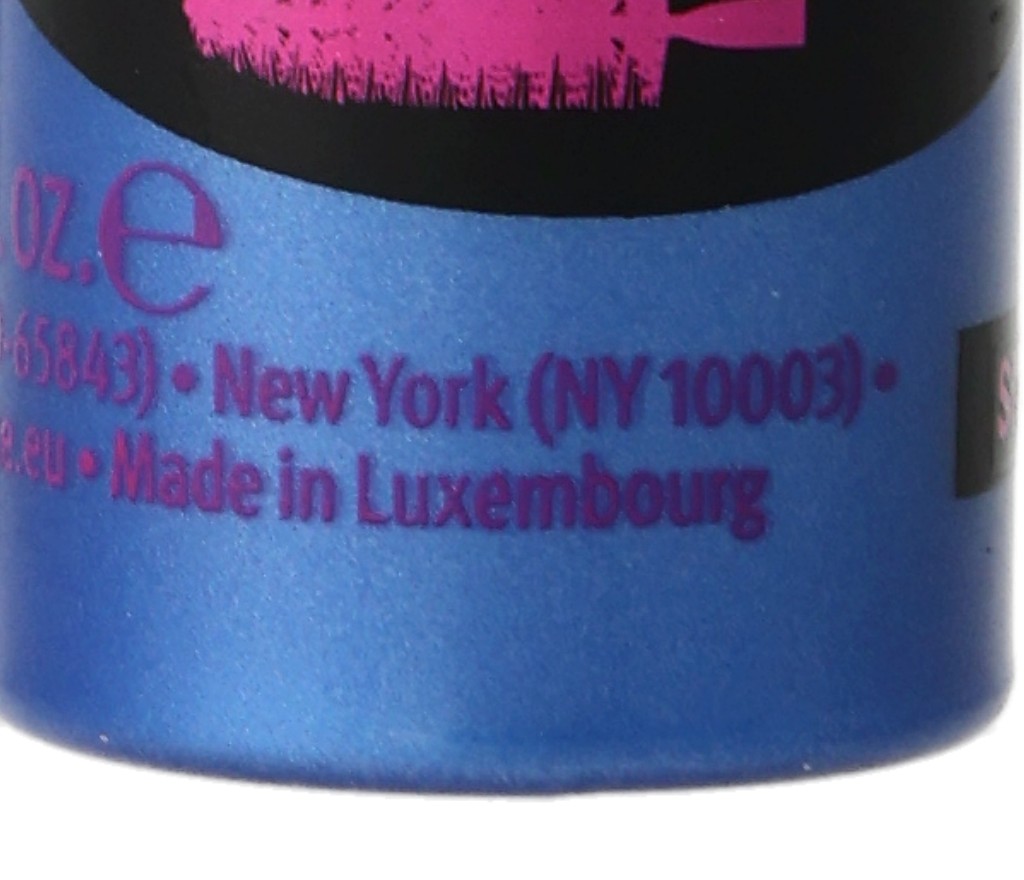 OZ. e
-65843) • New York (NY 10003) •
.eu • Made in Luxembourg